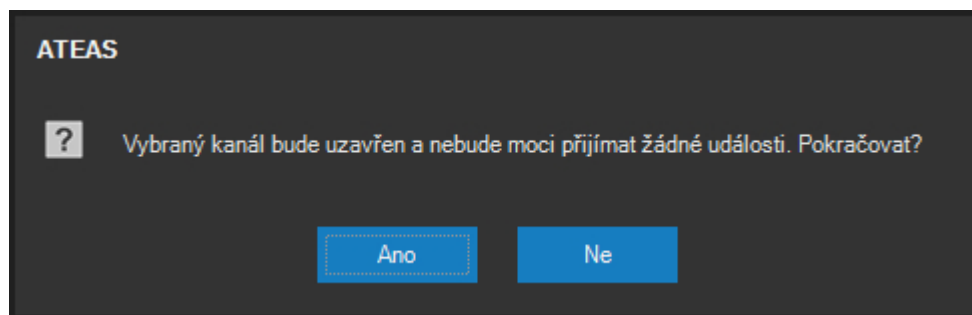 ATEAS
? Vybraný kanál bude uzavřen a nebude moci přijímat žádné události. Pokračovat?
Ano Ne